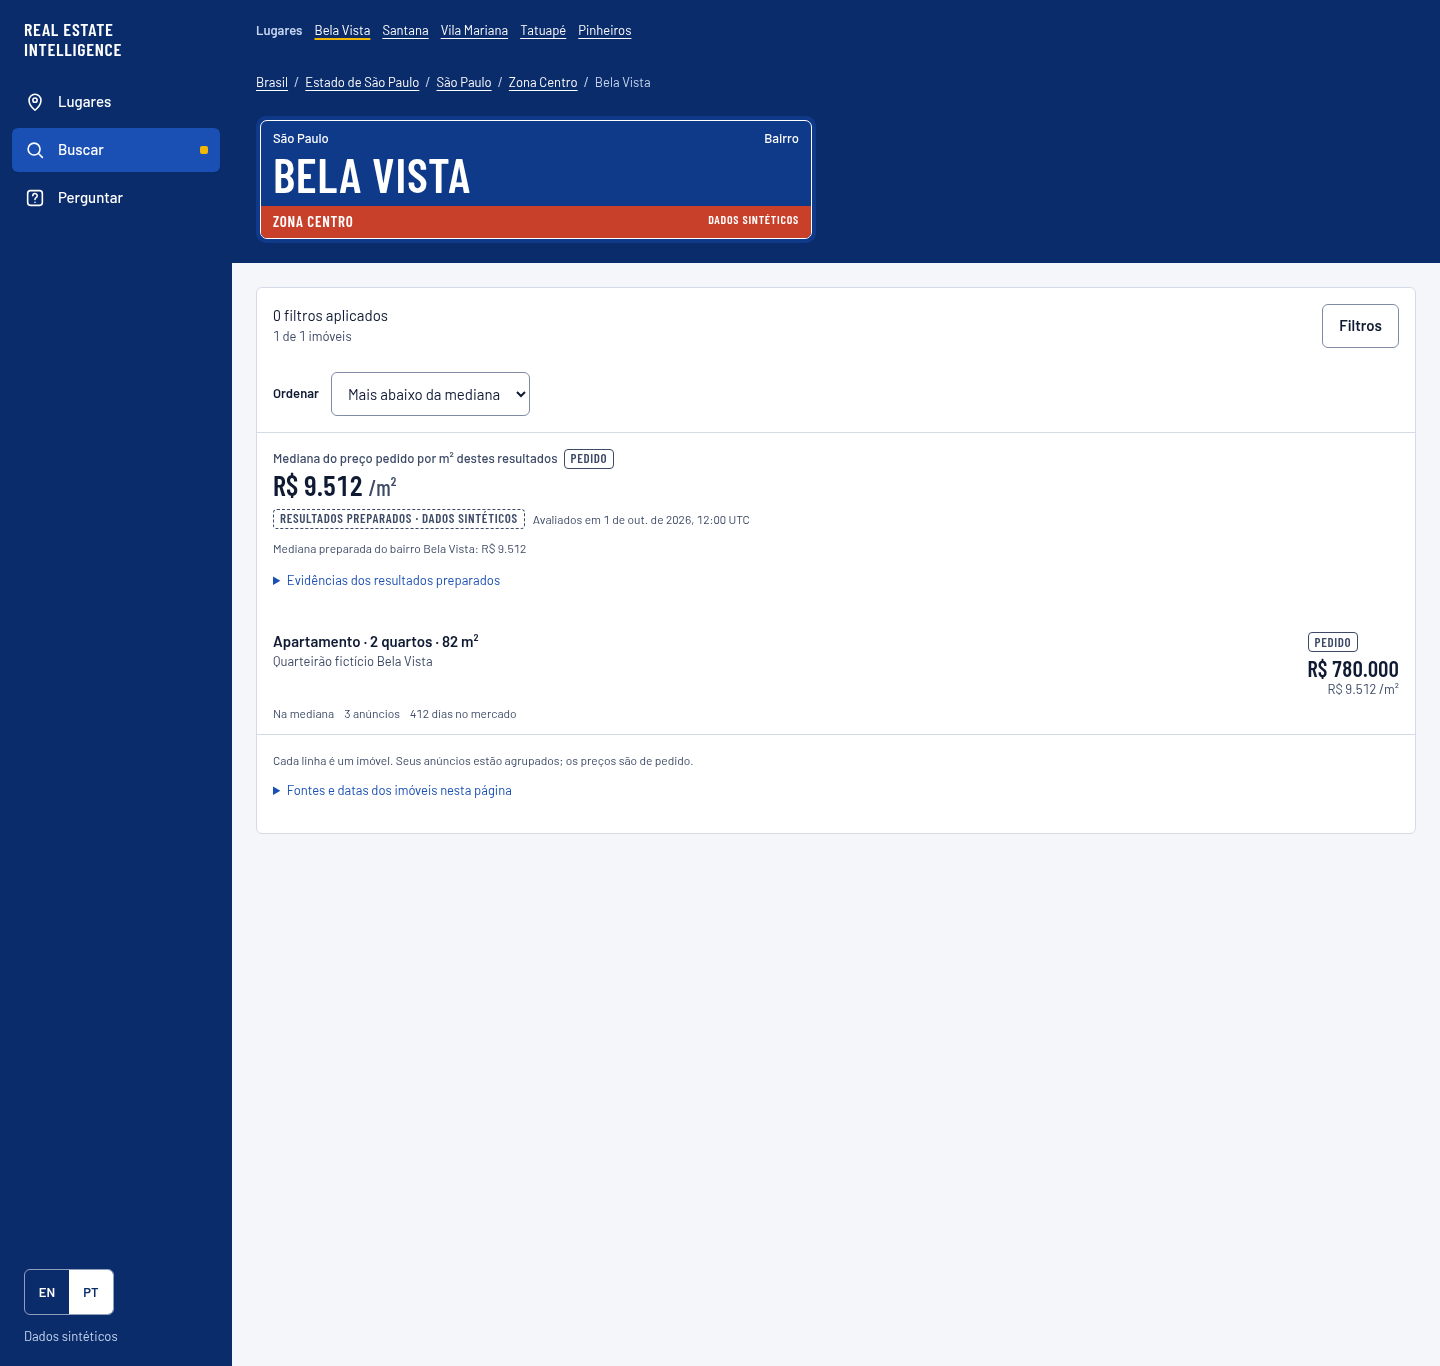 REAL ESTATE
INTELLIGENCE
Lugares
Buscar
Perguntar
EN PT
Dados sintéticos
Lugares Bela Vista Santana Vila Mariana Tatuapé Pinheiros
Brasil / Estado de São Paulo / São Paulo / Zona Centro / Bela Vista
São Paulo Bairro
BELA VISTA
ZONA CENTRO DADOS SINTÉTICOS
0 filtros aplicados
1 de 1 imóveis
Filtros
Ordenar Mais abaixo da mediana
Mediana do preço pedido por m² destes resultados PEDIDO
R$ 9.512 /m²
RESULTADOS PREPARADOS · DADOS SINTÉTICOS Avaliados em 1 de out. de 2026, 12:00 UTC
Mediana preparada do bairro Bela Vista: R$ 9.512
Evidências dos resultados preparados
Apartamento · 2 quartos · 82 m²
Quarteirão fictício Bela Vista
PEDIDO
R$ 780.000
R$ 9.512 /m²
Na mediana 3 anúncios 412 dias no mercado
Cada linha é um imóvel. Seus anúncios estão agrupados; os preços são de pedido.
Fontes e datas dos imóveis nesta página